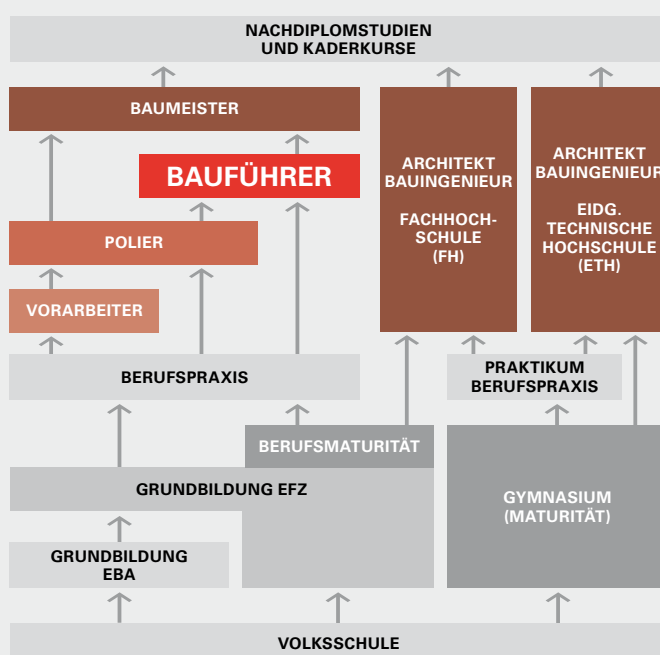 NACHDIPLOMSTUDIEN
UND KADERKURSE
BAUMEISTER
BAUFÜHRER
ARCHITEKT
BAUINGENIEUR
FACHHOCH-
SCHULE
(FH)
ARCHITEKT
BAUINGENIEUR
EIDG.
TECHNISCHE
HOCHSCHULE
(ETH)
POLIER
VORARBEITER
BERUFSPRAXIS
PRAKTIKUM
BERUFSPRAXIS
BERUFSMATURITÄT
GRUNDBILDUNG EFZ
GYMNASIUM
(MATURITÄT)
GRUNDBILDUNG
EBA
VOLKSSCHULE